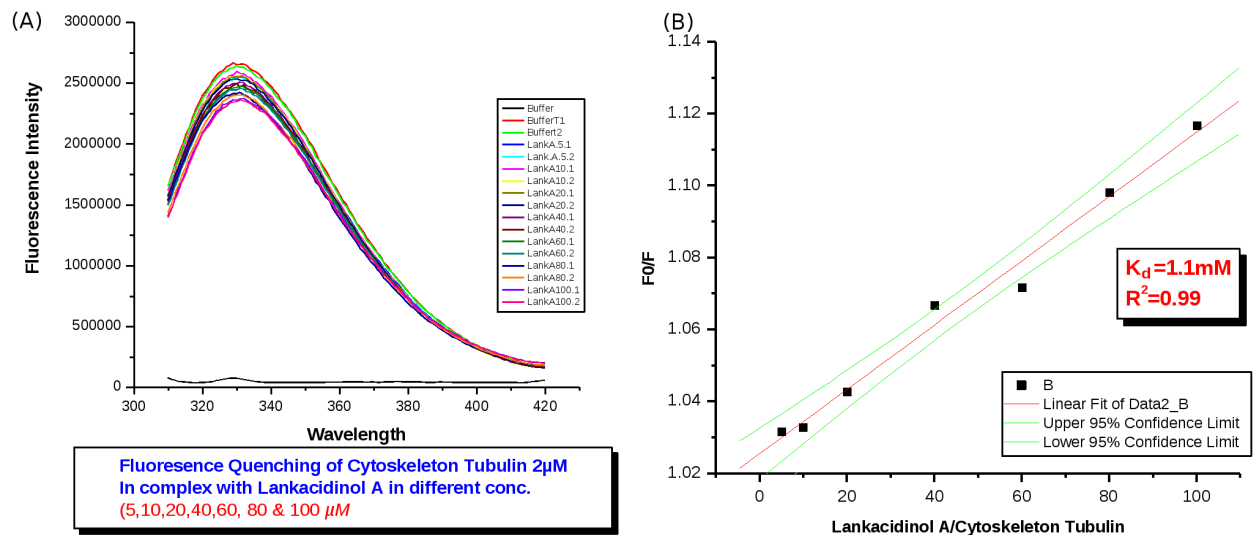 (A)
3000000
2500000
2000000
1500000
1000000
500000
0
Fluorescence Intensity
300
320
340
360
380
400
420
Wavelength
Buffer
BufferT1
Buffert2
LankA.5.1
Lank.A.5.2
LankA10.1
LankA10.2
LankA20.1
LankA20.2
LankA40.1
LankA40.2
LankA60.1
LankA60.2
LankA80.1
LankA80.2
LankA100.1
LankA100.2
Fluoresence Quenching of Cytoskeleton Tubulin 2µM
In complex with Lankacidinol A in different conc.
(5,10,20,40,60, 80 & 100 µM
(B)
1.14
1.12
1.10
1.08
1.06
1.04
1.02
F0/F
0
20
40
60
80
100
Lankacidinol A/Cytoskeleton Tubulin
Kd=1.1mM
R²=0.99
B
Linear Fit of Data2_B
Upper 95% Confidence Limit
Lower 95% Confidence Limit